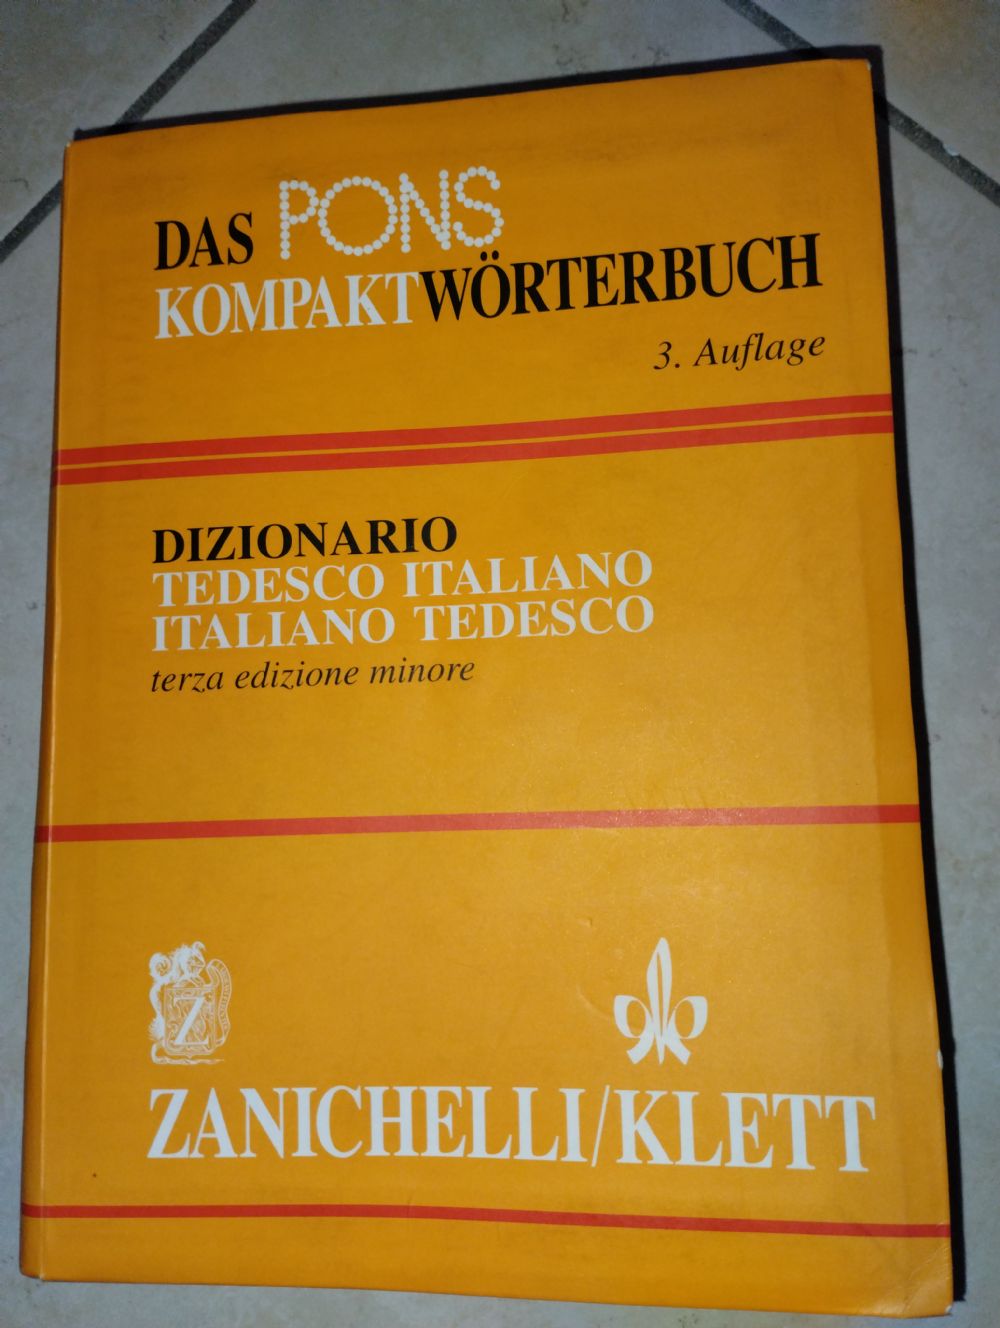 DAS PONS
KOMPAKTWÖRTERBUCH
3. Auflage
DIZIONARIO
TEDESCO ITALIANO
ITALIANO TEDESCO
terza edizione minore
Z
ZANICHELLI/KLETT